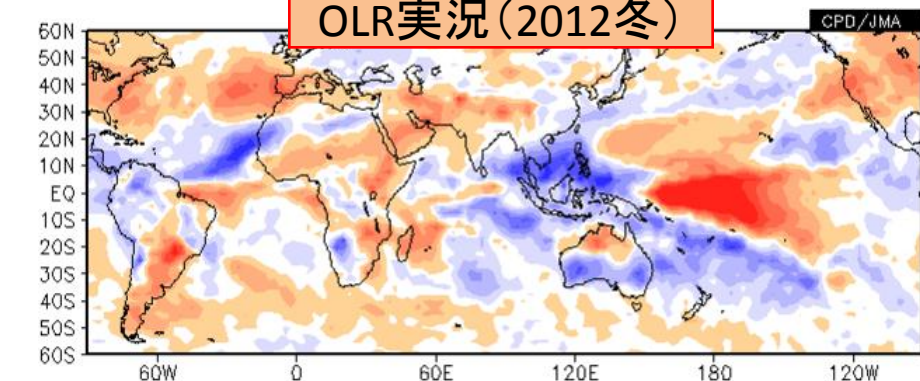 OLR実況（2012冬）
CPD/JMA
60N
50N
40N
30N
20N
10N
EQ
10S
20S
30S
40S
50S
60S
60W
0
60E
120E
180
120W